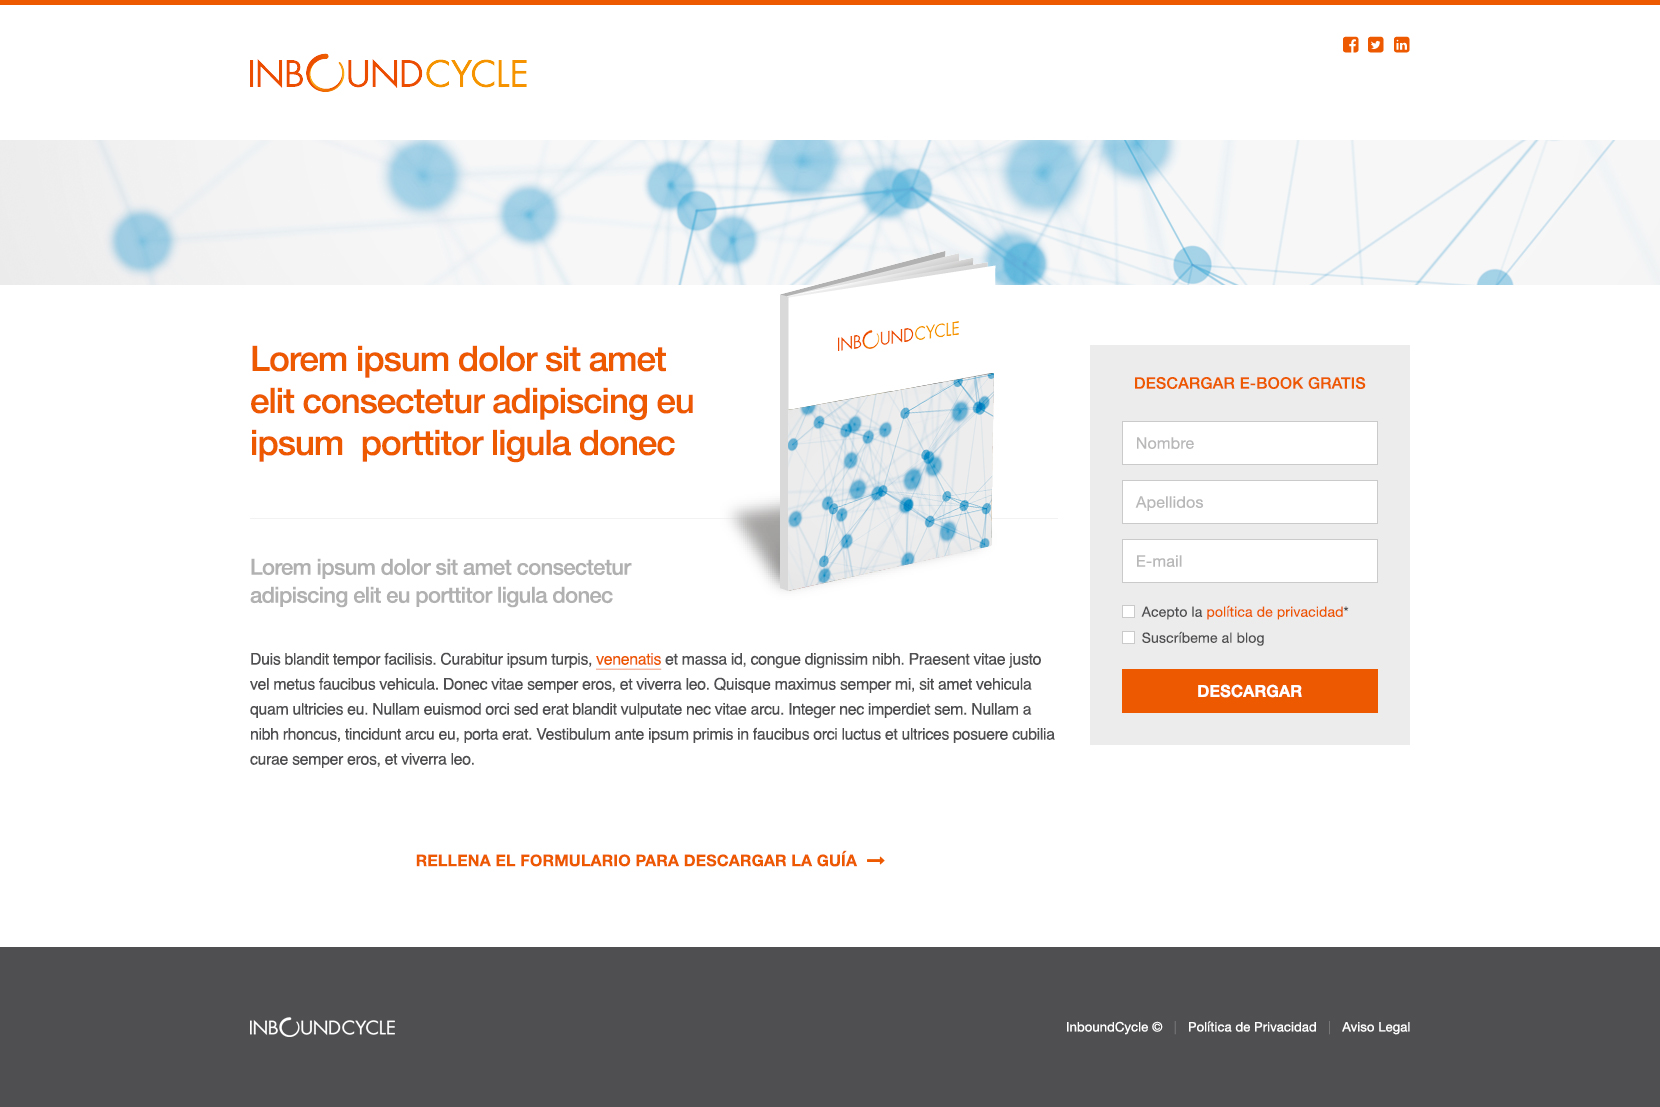 INBOUNDCYCLE
INBOUNDCYCLE
Lorem ipsum dolor sit amet
elit consectetur adipiscing eu
ipsum porttitor ligula donec
Lorem ipsum dolor sit amet consectetur
adipiscing elit eu porttitor ligula donec
Duis blandit tempor facilisis. Curabitur ipsum turpis, venenatis et massa id, congue dignissim nibh. Praesent vitae justo
vel metus faucibus vehicula. Donec vitae semper eros, et viverra leo. Quisque maximus semper mi, sit amet vehicula
quam ultricies eu. Nullam euismod orci sed erat blandit vulputate nec vitae arcu. Integer nec imperdiet sem. Nullam a
nibh rhoncus, tincidunt arcu eu, porta erat. Vestibulum ante ipsum primis in faucibus orci luctus et ultrices posuere cubilia
curae semper eros, et viverra leo.
RELLENA EL FORMULARIO PARA DESCARGAR LA GUÍA →
DESCARGAR E-BOOK GRATIS
Nombre
Apellidos
E-mail
Acepto la política de privacidad*
Suscríbeme al blog
DESCARGAR
INBOUNDCYCLE
InboundCycle © | Política de Privacidad | Aviso Legal